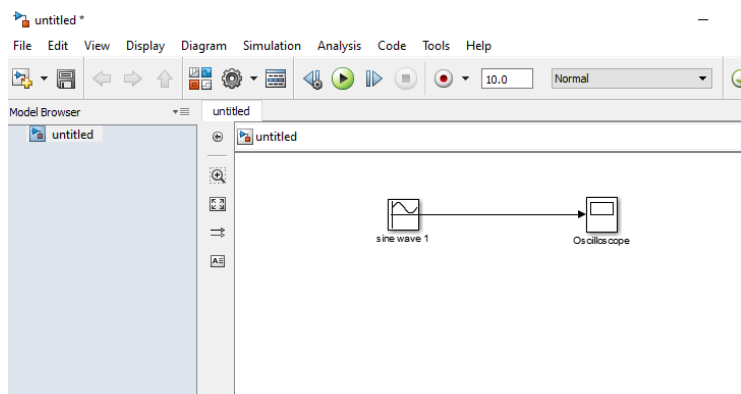 untitled *
File Edit View Display Diagram Simulation Analysis Code Tools Help
10.0 Normal
Model Browser untitled
untitled untitled
sine wave 1 Oscilloscope